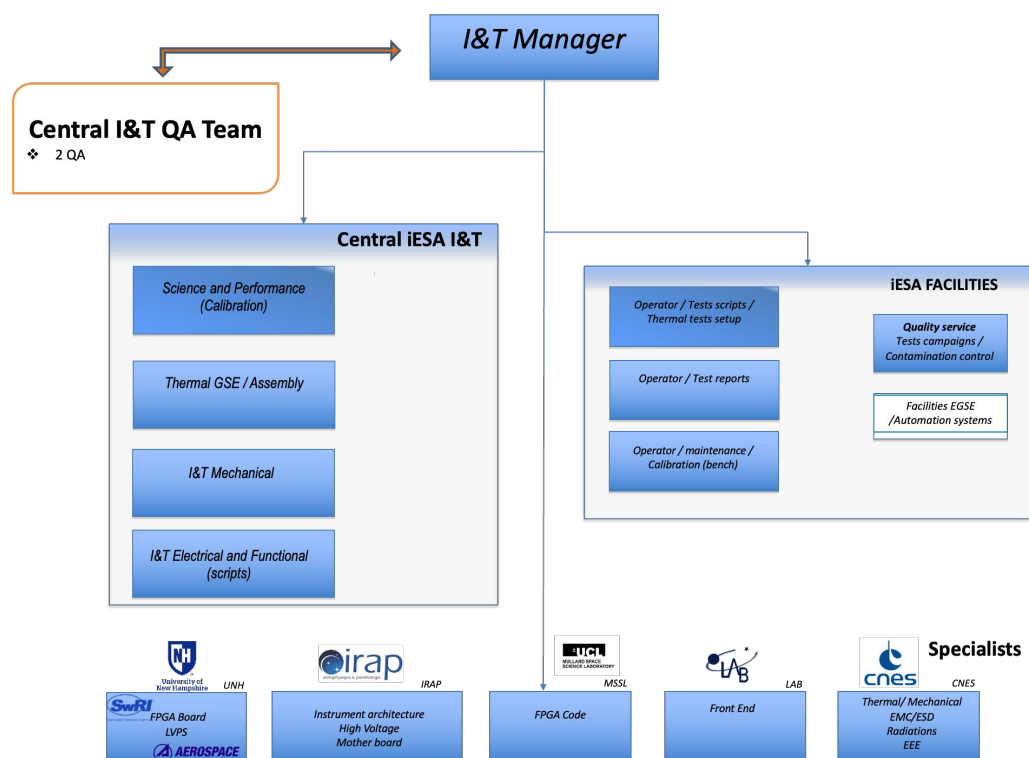 I&T Manager
Central I&T QA Team
❖ 2 QA
Central iESA I&T
Science and Performance
(Calibration)
Thermal GSE / Assembly
I&T Mechanical
I&T Electrical and Functional
(scripts)
iESA FACILITIES
Operator / Tests scripts /
Thermal tests setup
Operator / Test reports
Operator / maintenance /
Calibration (bench)
Quality service
Tests campaigns /
Contamination control
Facilities EGSE
/Automation systems
Specialists
NH
University of
New Hampshire
UNH
SwRI
FPGA Board
LVPS
AEROSPACE
irap
astrophysique & planétologie
IRAP
Instrument architecture
High Voltage
Mother board
UCL
MULLARD SPACE
SCIENCE LABORATORY
MSSL
FPGA Code
LAB
LAB
Front End
cnes
CNES
Thermal/ Mechanical
EMC/ESD
Radiations
EEE